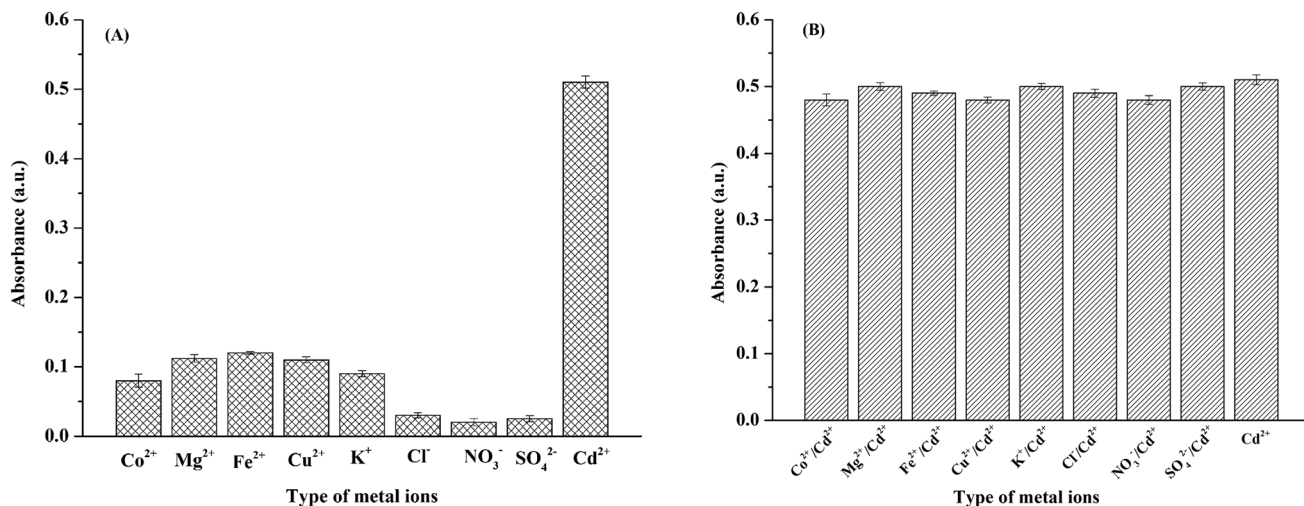 (A)
Absorbance (a.u.)
0.6
0.5
0.4
0.3
0.2
0.1
0.0
Co²⁺ Mg²⁺ Fe²⁺ Cu²⁺ K⁺ Cl⁻ NO₃⁻ SO₄²⁻ Cd²⁺
Type of metal ions
(B)
Absorbance (a.u.)
0.6
0.5
0.4
0.3
0.2
0.1
0.0
Co²⁺/Cd²⁺ Mg²⁺/Cd²⁺ Fe²⁺/Cd²⁺ Cu²⁺/Cd²⁺ K⁺/Cd²⁺ Cl⁻/Cd²⁺ NO₃⁻/Cd²⁺ SO₄²⁻/Cd²⁺ Cd²⁺
Type of metal ions